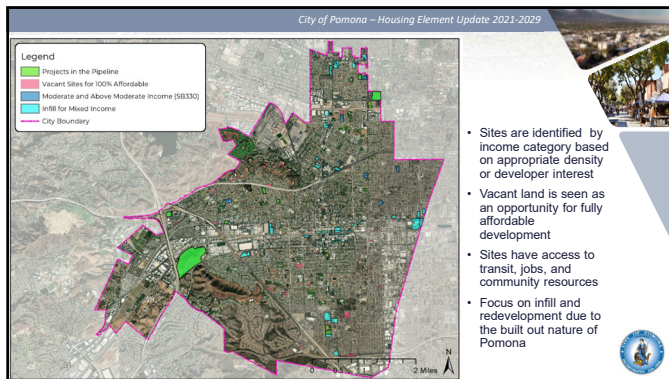 City of Pomona – Housing Element Update 2021-2029
Legend
Projects in the Pipeline
Vacant Sites for 100% Affordable
Moderate and Above Moderate Income (SB330)
Infill for Mixed Income
City Boundary
• Sites are identified by
income category based
on appropriate density
or developer interest
• Vacant land is seen as
an opportunity for fully
affordable
development
• Sites have access to
transit, jobs, and
community resources
• Focus on infill and
redevelopment due to
the built out nature of
Pomona
N
0 0.5 2 Miles